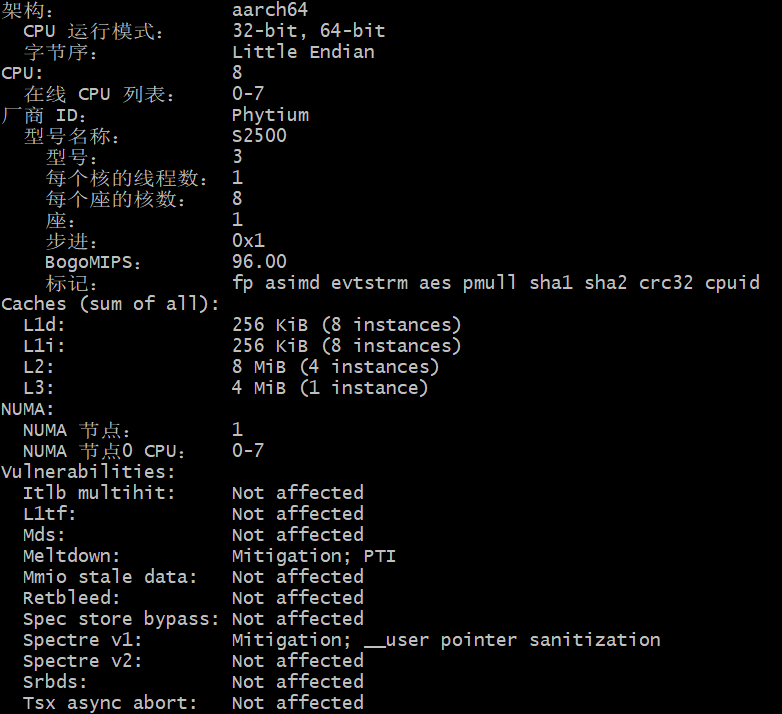 架构： aarch64
CPU 运行模式： 32-bit, 64-bit
字节序： Little Endian
CPU: 8
在线 CPU 列表： 0-7
厂商 ID： Phytium
型号名称： S2500
型号： 3
每个核的线程数： 1
每个座的核数： 8
座： 1
步进： 0x1
BogoMIPS： 96.00
标记： fp asimd evtstrm aes pmull sha1 sha2 crc32 cpuid
Caches (sum of all):
L1d: 256 KiB (8 instances)
L1i: 256 KiB (8 instances)
L2: 8 MiB (4 instances)
L3: 4 MiB (1 instance)
NUMA:
NUMA 节点： 1
NUMA 节点0 CPU： 0-7
Vulnerabilities:
Itlb multihit: Not affected
L1tf: Not affected
Mds: Not affected
Meltdown: Mitigation; PTI
Mmio stale data: Not affected
Retbleed: Not affected
Spec store bypass: Not affected
Spectre v1: Mitigation; __user pointer sanitization
Spectre v2: Not affected
Srbds: Not affected
Tsx async abort: Not affected